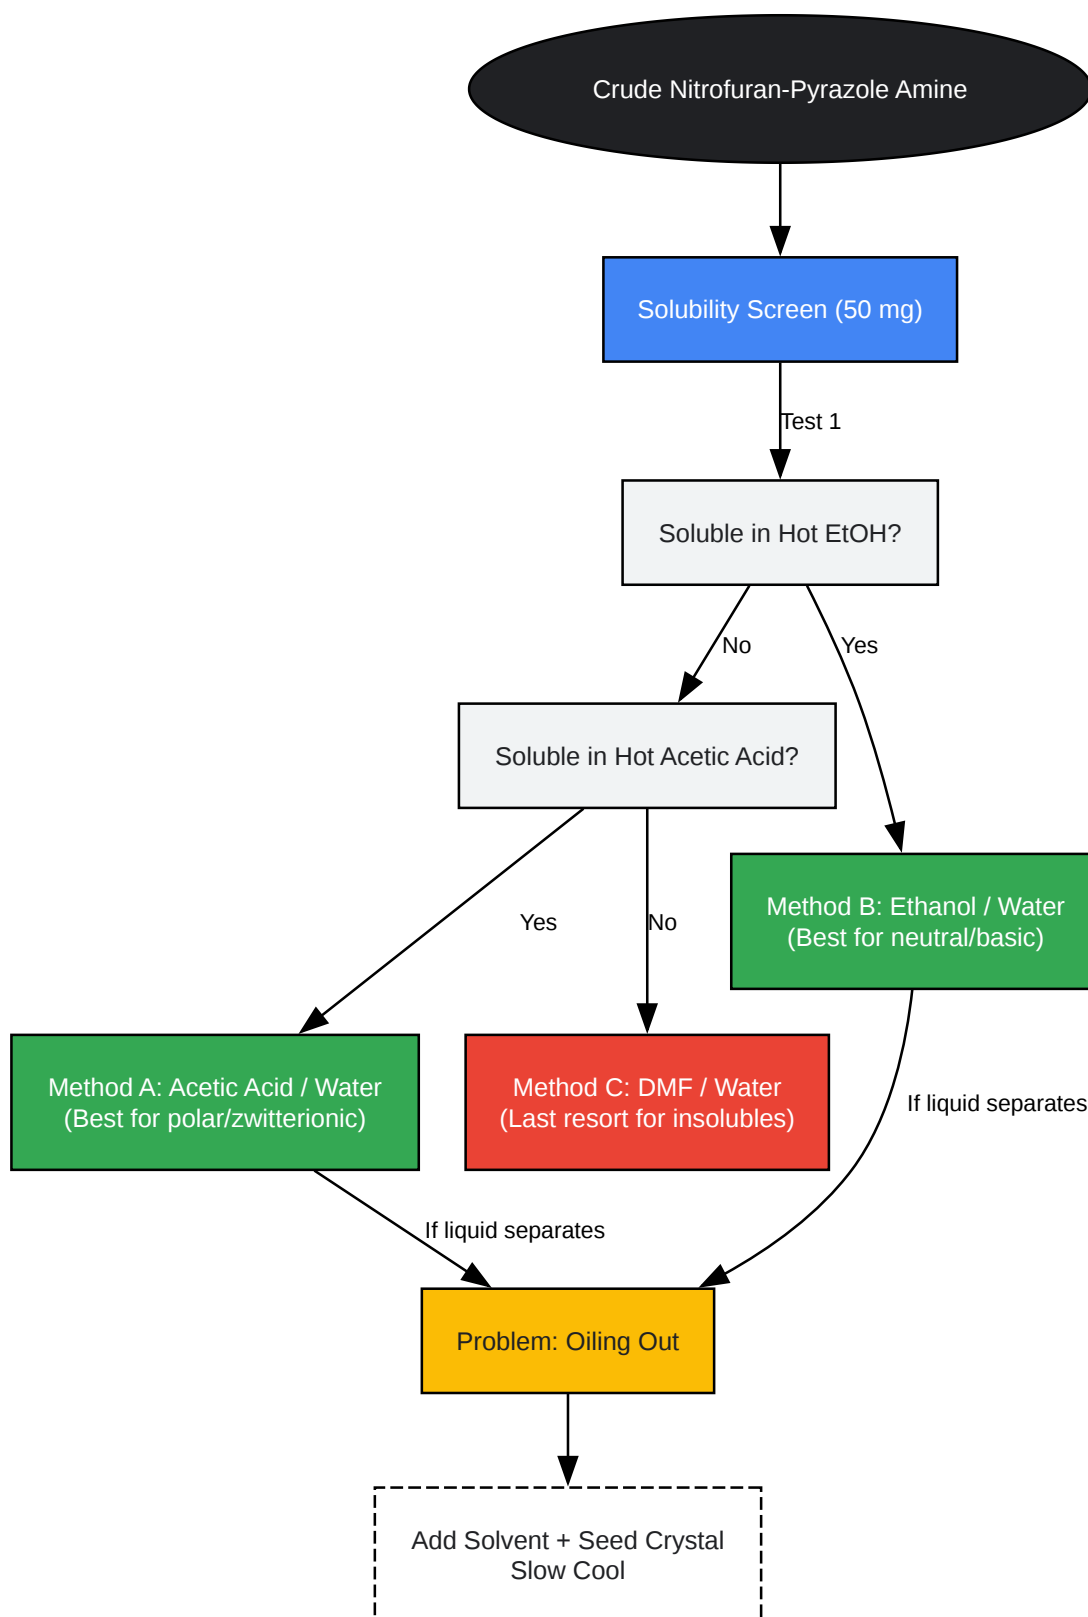 Crude Nitrofuran-Pyrazole Amine
Solubility Screen (50 mg)
Test 1
Soluble in Hot EtOH?
No
Yes
Soluble in Hot Acetic Acid?
Method B: Ethanol / Water
(Best for neutral/basic)
Yes
No
Method A: Acetic Acid / Water
(Best for polar/zwitterionic)
Method C: DMF / Water
(Last resort for insolubles)
If liquid separates
If liquid separates
Problem: Oiling Out
Add Solvent + Seed Crystal
Slow Cool